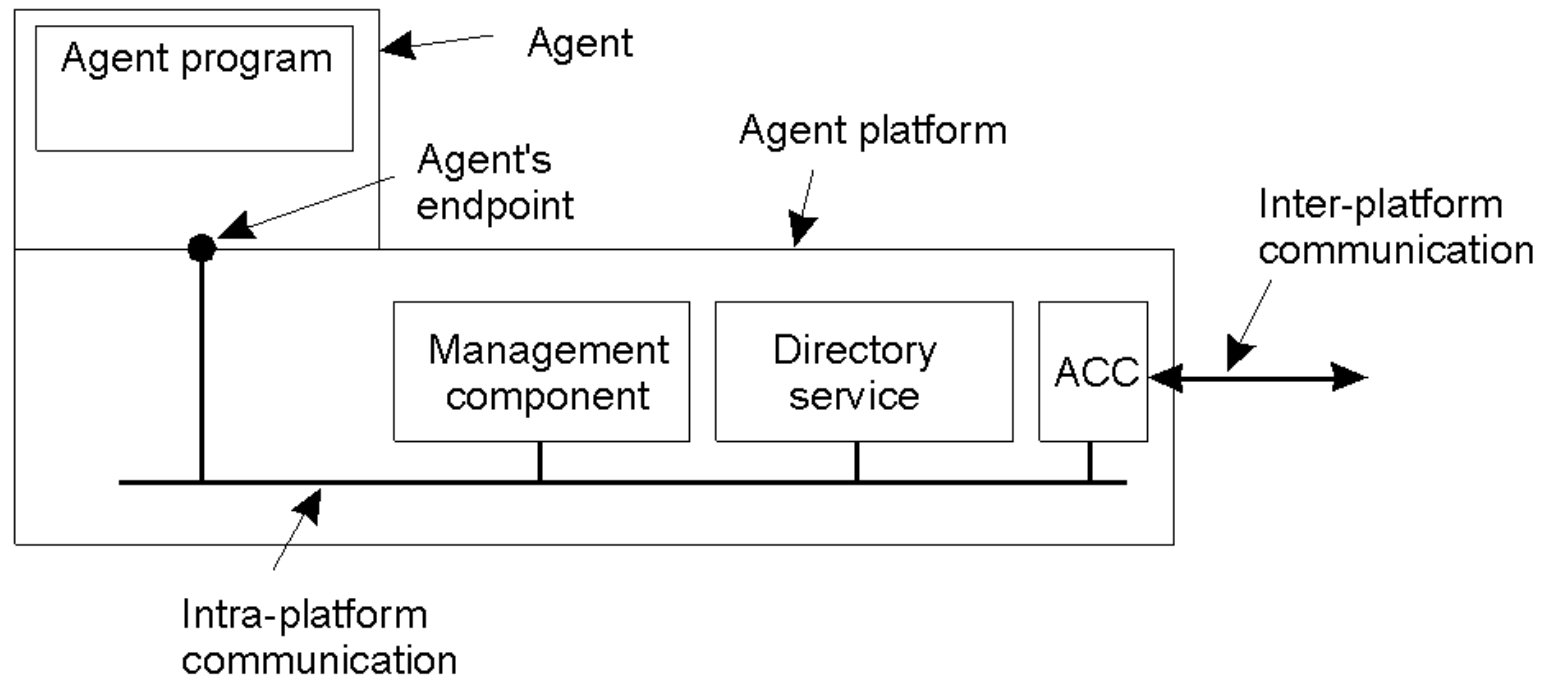 Agent program
Agent
Agent's
endpoint
Agent platform
Inter-platform
communication
Management
component
Directory
service
ACC
Intra-platform
communication